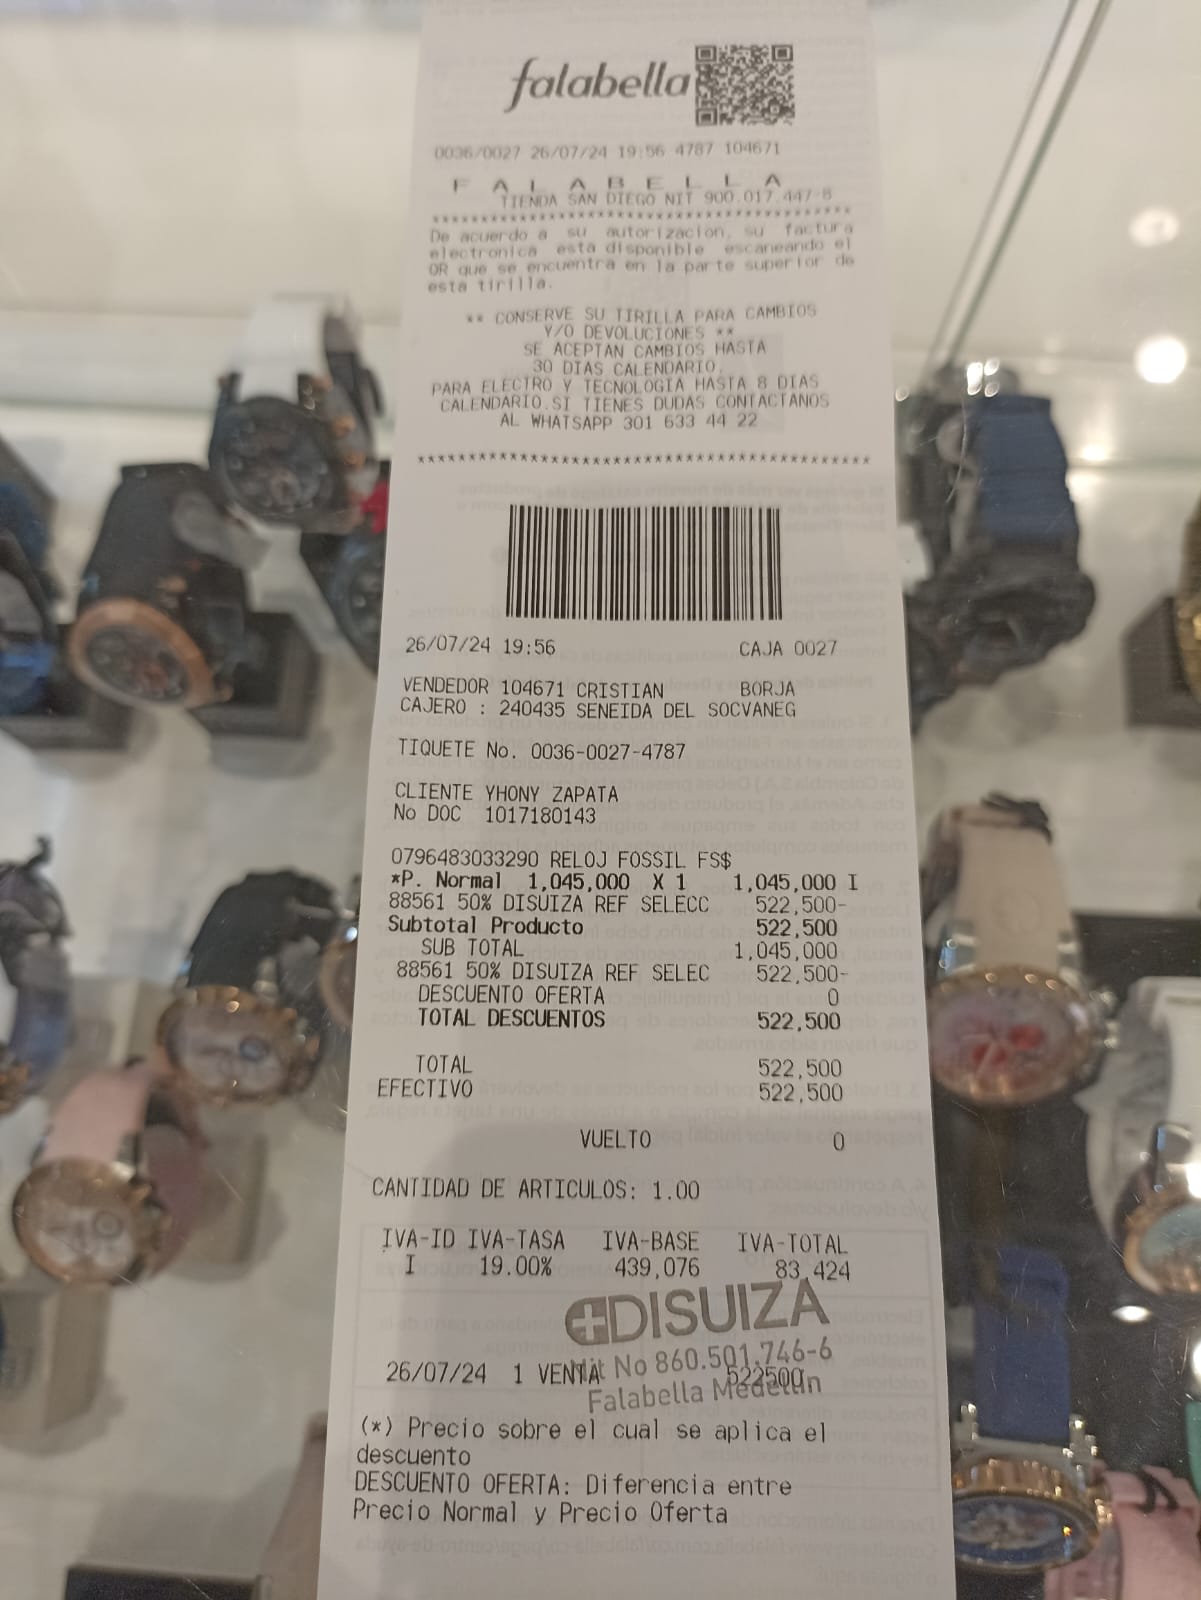 falabella
0036/0027 26/07/24 19:56 4787 104671
F A L A B E L L A
TIENDA SAN DIEGO NIT 900.017.447-8
******************************************
De acuerdo a su autorizacion, su factura
electronica esta disponible escaneando el
QR que se encuentra en la parte superior de
esta tirilla.
** CONSERVE SU TIRILLA PARA CAMBIOS
Y/O DEVOLUCIONES **
SE ACEPTAN CAMBIOS HASTA
30 DIAS CALENDARIO.
PARA ELECTRO Y TECNOLOGIA HASTA 8 DIAS
CALENDARIO.SI TIENES DUDAS CONTACTANOS
AL WHATSAPP 301 633 44 22
******************************************
26/07/24 19:56 CAJA 0027
VENDEDOR 104671 CRISTIAN BORJA
CAJERO : 240435 SENEIDA DEL SOCVANEG
TIQUETE No. 0036-0027-4787
CLIENTE YHONY ZAPATA
No DOC 1017180143
0796483033290 RELOJ FOSSIL FS$
*P. Normal 1,045,000 X 1 1,045,000 I
88561 50% DISUIZA REF SELECC 522,500-
Subtotal Producto 522,500
SUB TOTAL 1,045,000
88561 50% DISUIZA REF SELEC 522,500-
DESCUENTO OFERTA 0
TOTAL DESCUENTOS 522,500
TOTAL 522,500
EFECTIVO 522,500
VUELTO 0
CANTIDAD DE ARTICULOS: 1.00
IVA-ID IVA-TASA IVA-BASE IVA-TOTAL
I 19.00% 439,076 83,424
DISUIZA
Nit No 860.501.746-6
26/07/24 1 VENTA 522500
Falabella Medellín
(*) Precio sobre el cual se aplica el
descuento
DESCUENTO OFERTA: Diferencia entre
Precio Normal y Precio Oferta